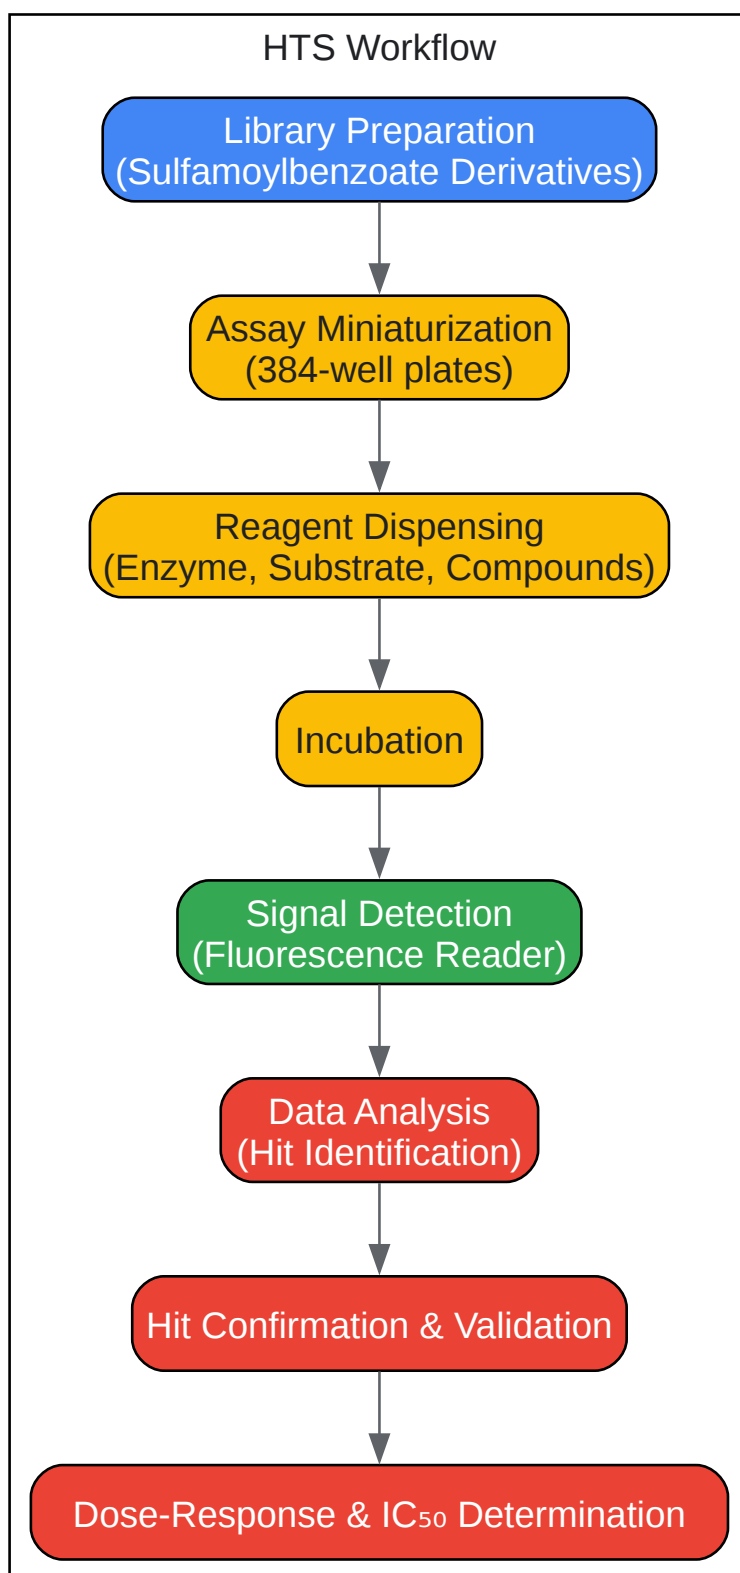 HTS Workflow
Library Preparation
(Sulfamoylbenzoate Derivatives)
Assay Miniaturization
(384-well plates)
Reagent Dispensing
(Enzyme, Substrate, Compounds)
Incubation
Signal Detection
(Fluorescence Reader)
Data Analysis
(Hit Identification)
Hit Confirmation & Validation
Dose-Response & IC₅₀ Determination